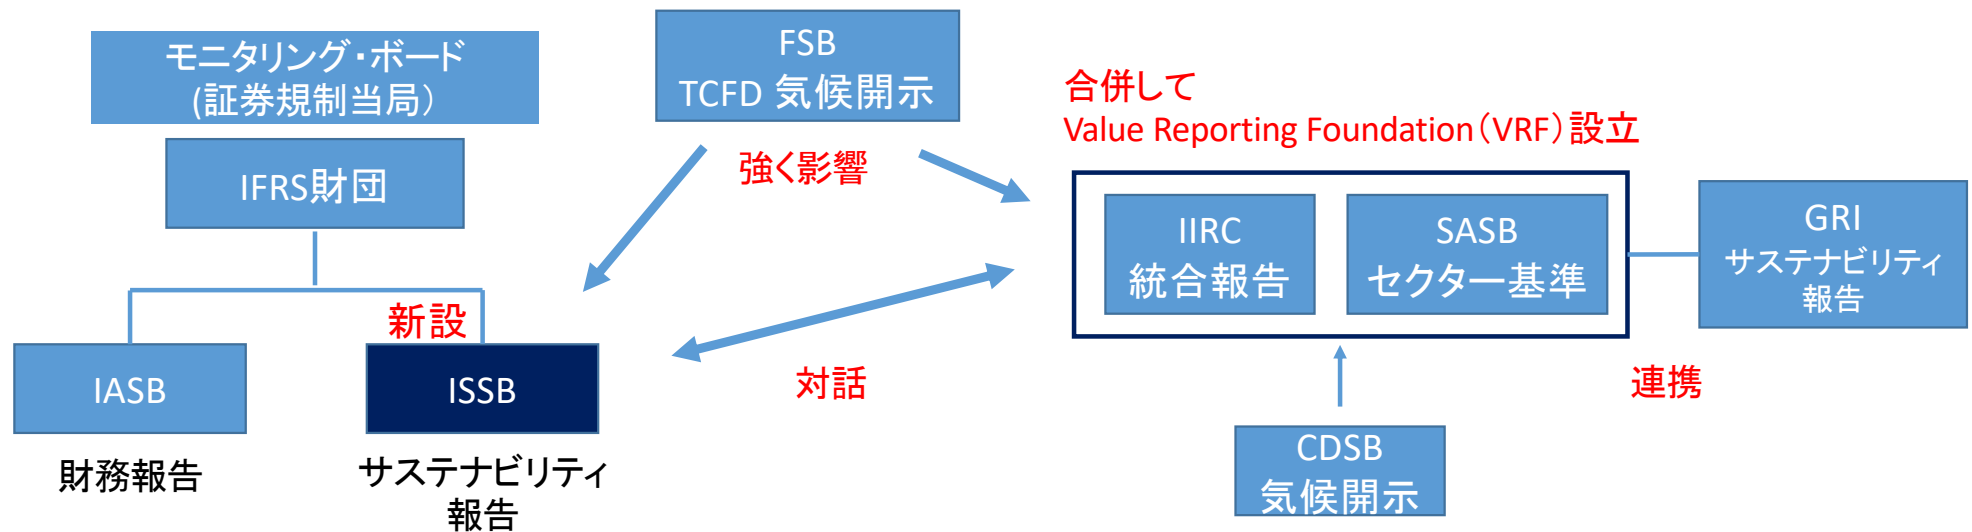 モニタリング・ボード
(証券規制当局）
IFRS財団
新設
IASB
財務報告
ISSB
サステナビリティ
報告
FSB
TCFD 気候開示
強く影響
対話
合併して
Value Reporting Foundation（VRF）設立
IIRC
統合報告
SASB
セクター基準
GRI
サステナビリティ
報告
連携
CDSB
気候開示